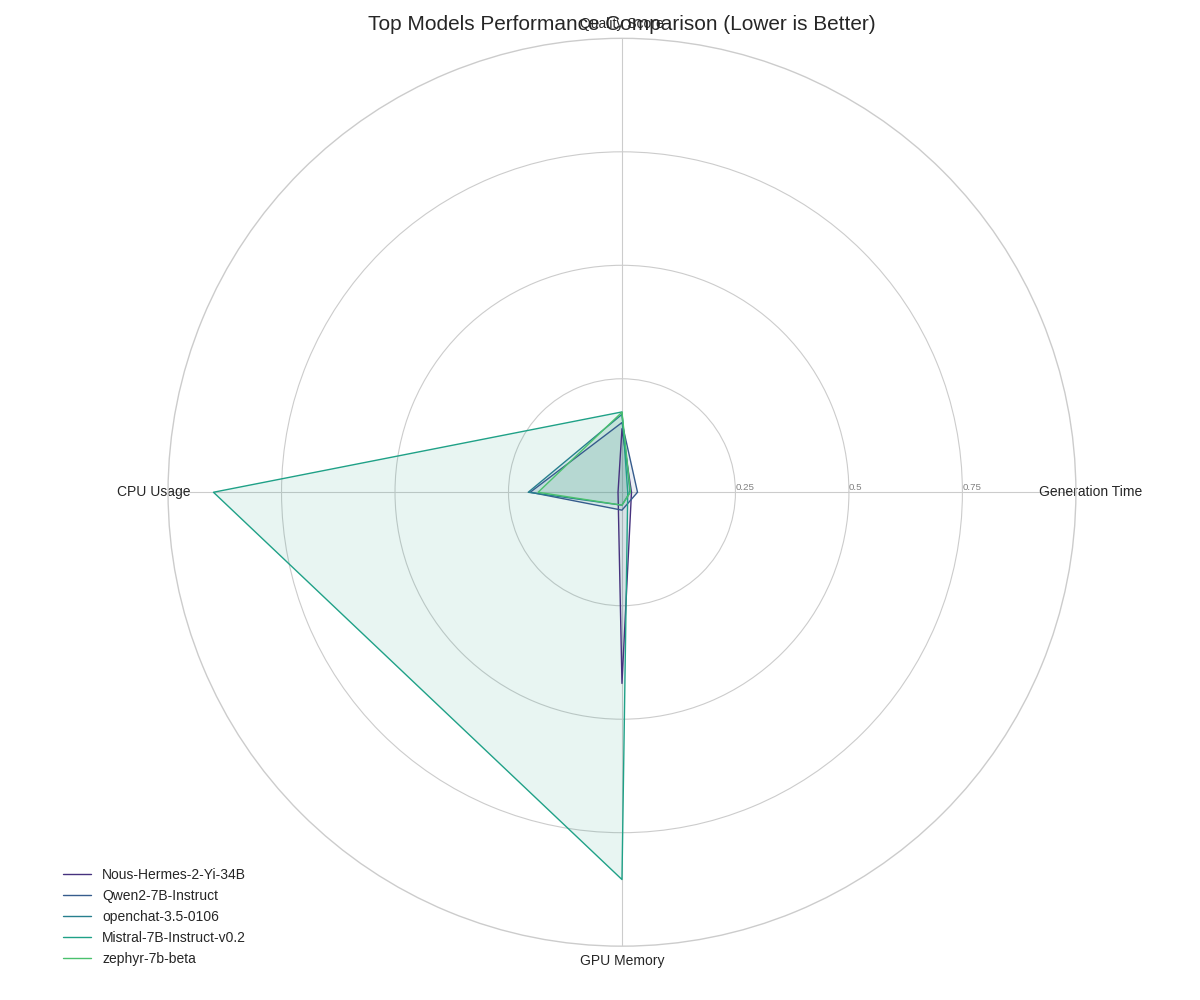 Top Models Performance Comparison (Lower is Better)
Quality Score
CPU Usage
0.25
0.5
0.75
Generation Time
GPU Memory
Nous-Hermes-2-Yi-34B
Qwen2-7B-Instruct
openchat-3.5-0106
Mistral-7B-Instruct-v0.2
zephyr-7b-beta